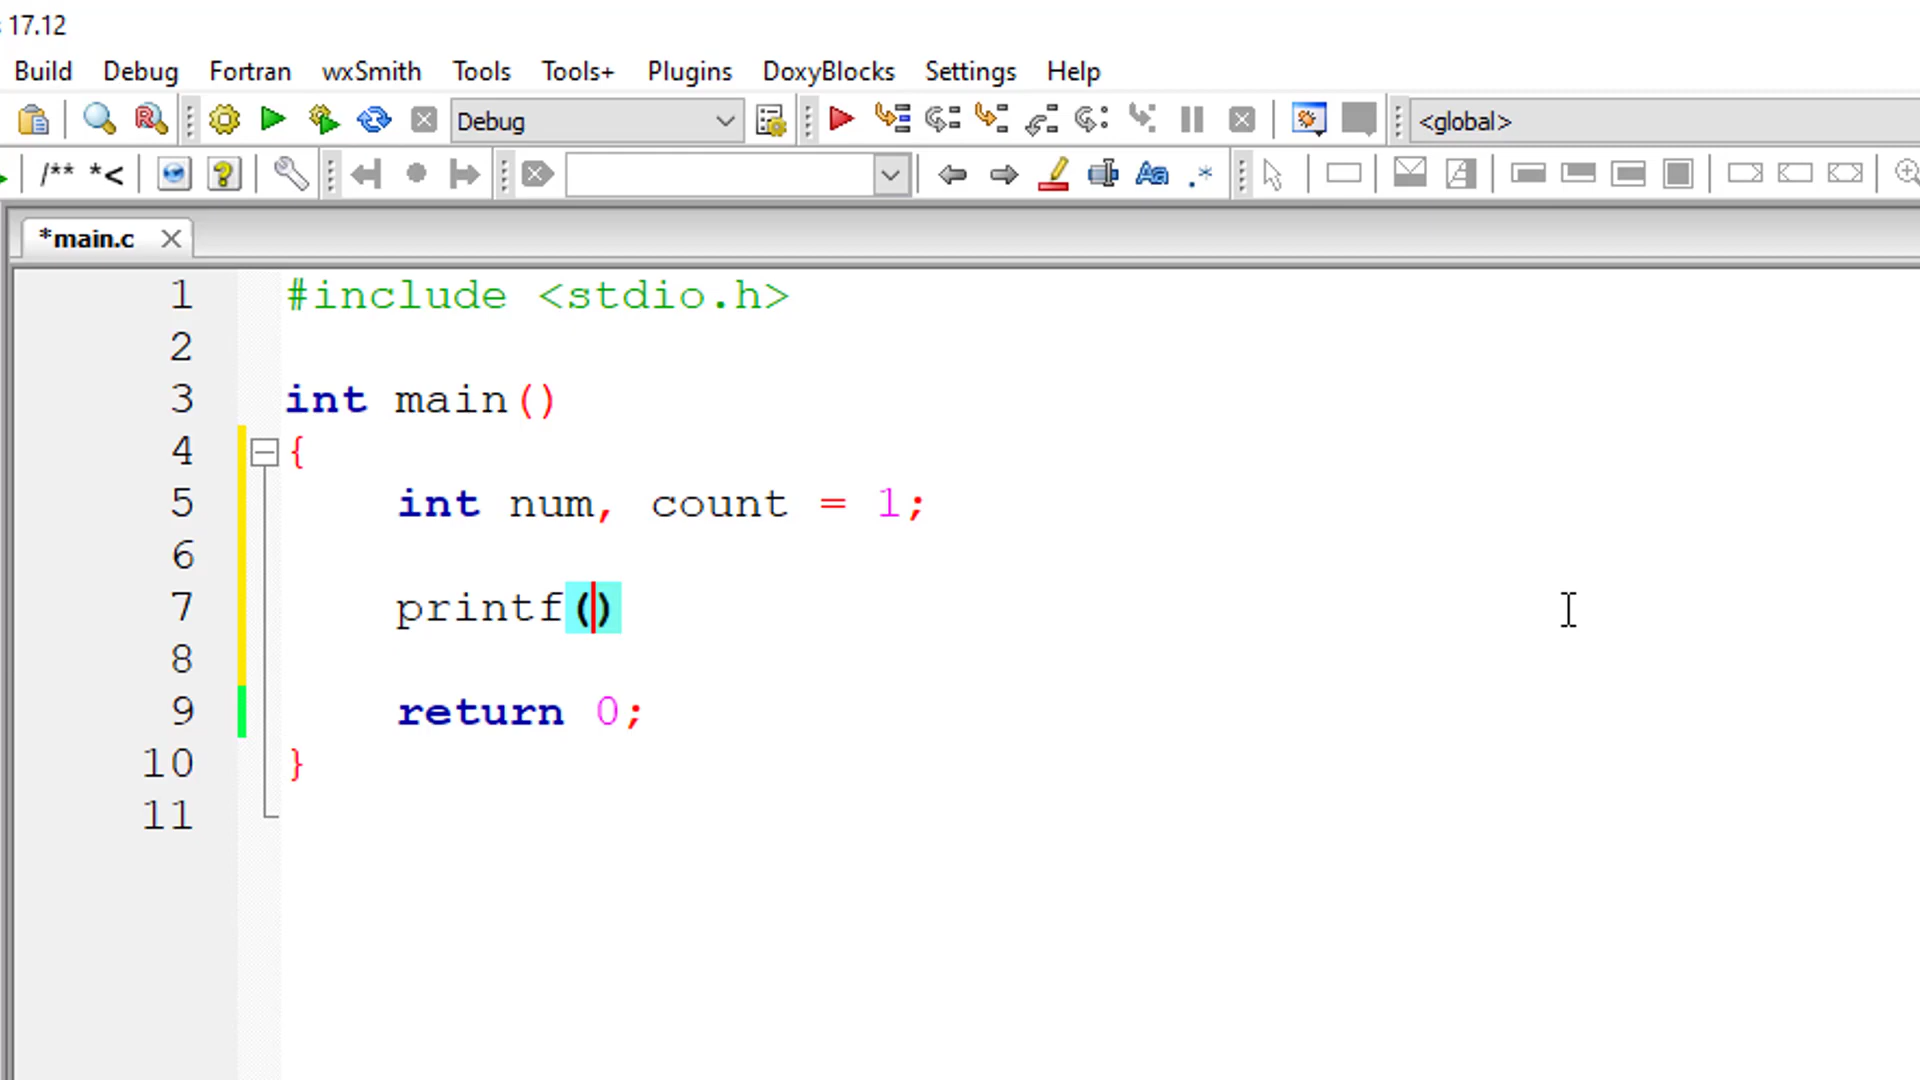 17.12
Build Debug Fortran wxSmith Tools Tools+ Plugins DoxyBlocks Settings Help
Debug <global>
/** *<
*main.c
1 #include <stdio.h>
2
3 int main()
4 {
5 int num, count = 1;
6
7 printf()
8
9 return 0;
10 }
11